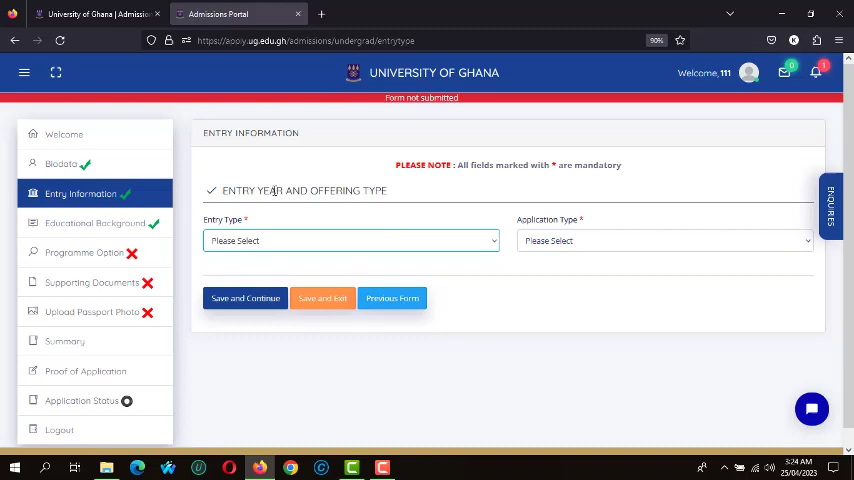 University of Ghana | Admission
Admissions Portal
https://apply.ug.edu.gh/admissions/undergrad/entrytype
90%
K
UNIVERSITY OF GHANA
Welcome, 111
0
1
Form not submitted
Welcome
Biodata
Entry Information
Educational Background
Programme Option
Supporting Documents
Upload Passport Photo
Summary
Proof of Application
Application Status
Logout
ENTRY INFORMATION
PLEASE NOTE : All fields marked with * are mandatory
ENTRY YEAR AND OFFERING TYPE
Entry Type *
Please Select
Application Type *
Please Select
Save and Continue
Save and Exit
Previous Form
ENQUIRES
3:24 AM
25/04/2023